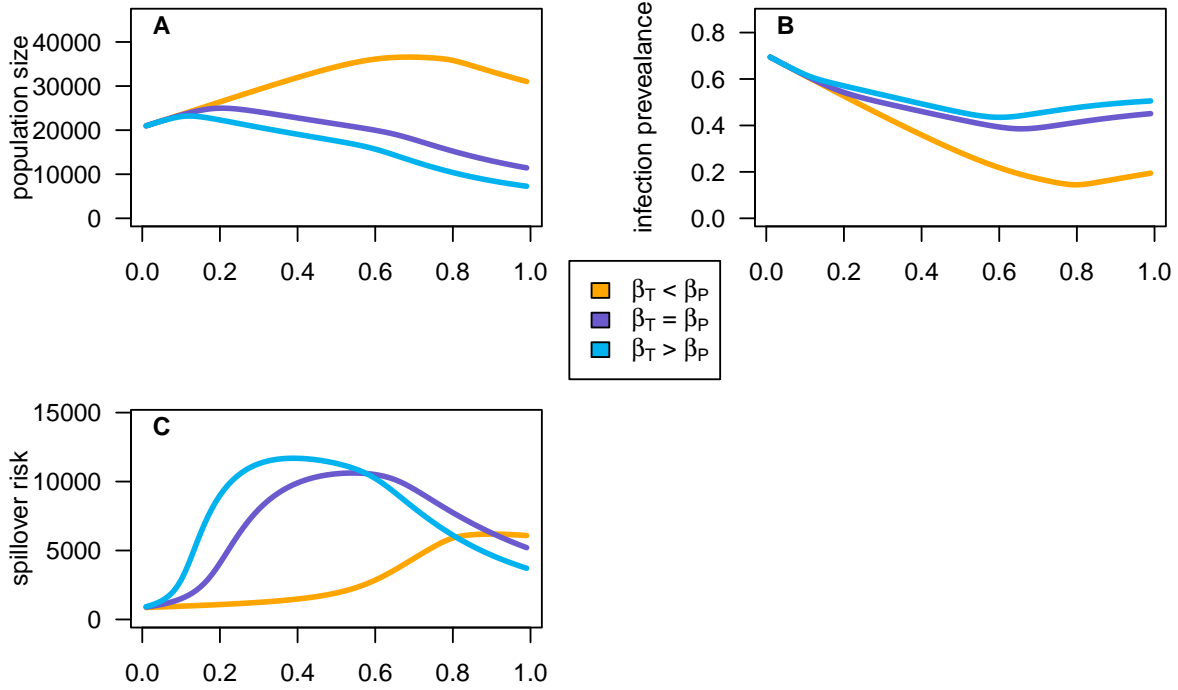 A
population size
40000
30000
20000
10000
0
0.0 0.2 0.4 0.6 0.8 1.0
B
infection prevealance
0.8
0.6
0.4
0.2
0.0
0.0 0.2 0.4 0.6 0.8 1.0
β_T < β_P
β_T = β_P
β_T > β_P
C
spillover risk
15000
10000
5000
0
0.0 0.2 0.4 0.6 0.8 1.0